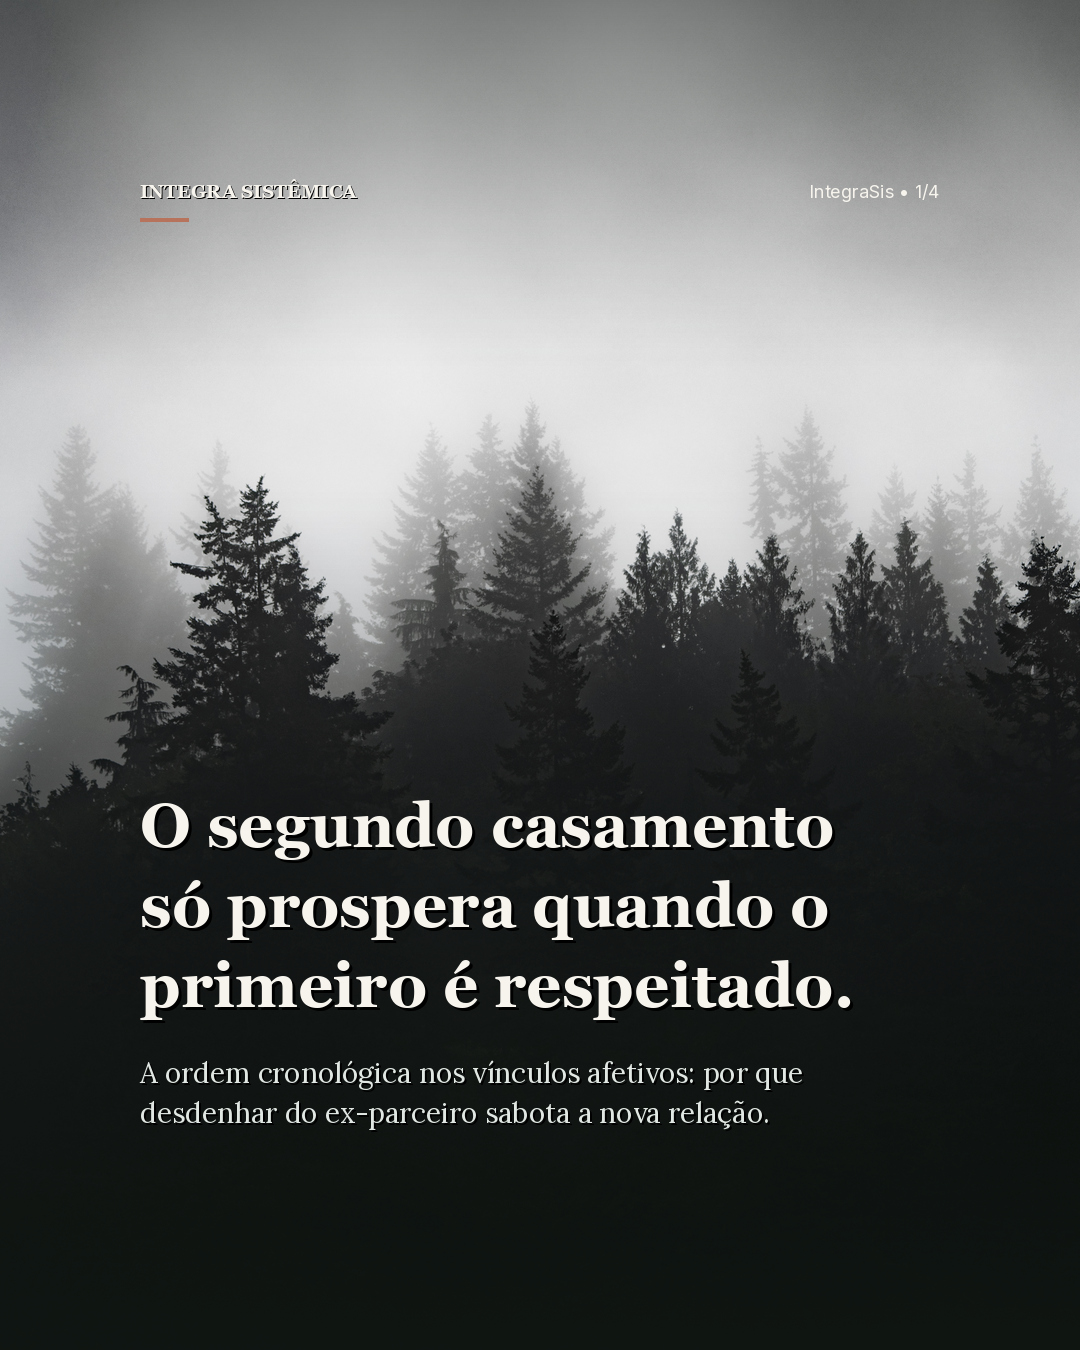 INTEGRA SISTÊMICA
IntegraSis • 1/4
O segundo casamento
só prospera quando o
primeiro é respeitado.
A ordem cronológica nos vínculos afetivos: por que
desdenhar do ex-parceiro sabota a nova relação.